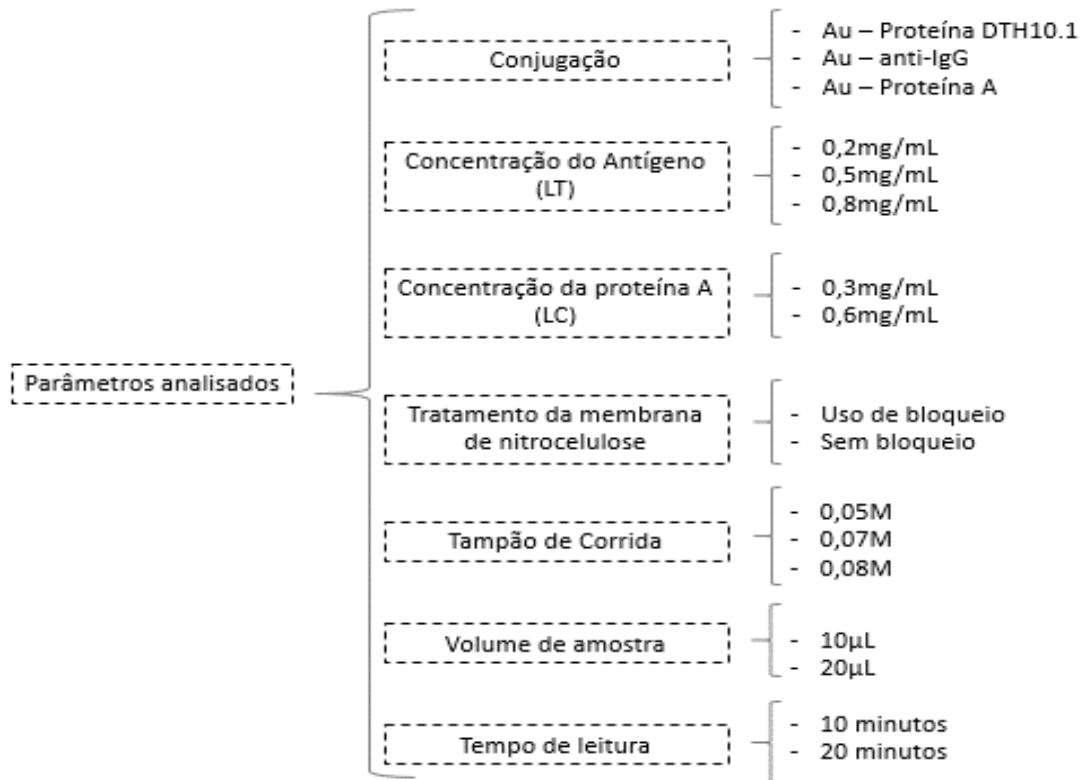 Parâmetros analisados
Conjugação
- Au – Proteína DTH10.1
- Au – anti-IgG
- Au – Proteína A
Concentração do Antígeno
(LT)
- 0,2mg/mL
- 0,5mg/mL
- 0,8mg/mL
Concentração da proteína A
(LC)
- 0,3mg/mL
- 0,6mg/mL
Tratamento da membrana
de nitrocelulose
- Uso de bloqueio
- Sem bloqueio
Tampão de Corrida
- 0,05M
- 0,07M
- 0,08M
Volume de amostra
- 10µL
- 20µL
Tempo de leitura
- 10 minutos
- 20 minutos